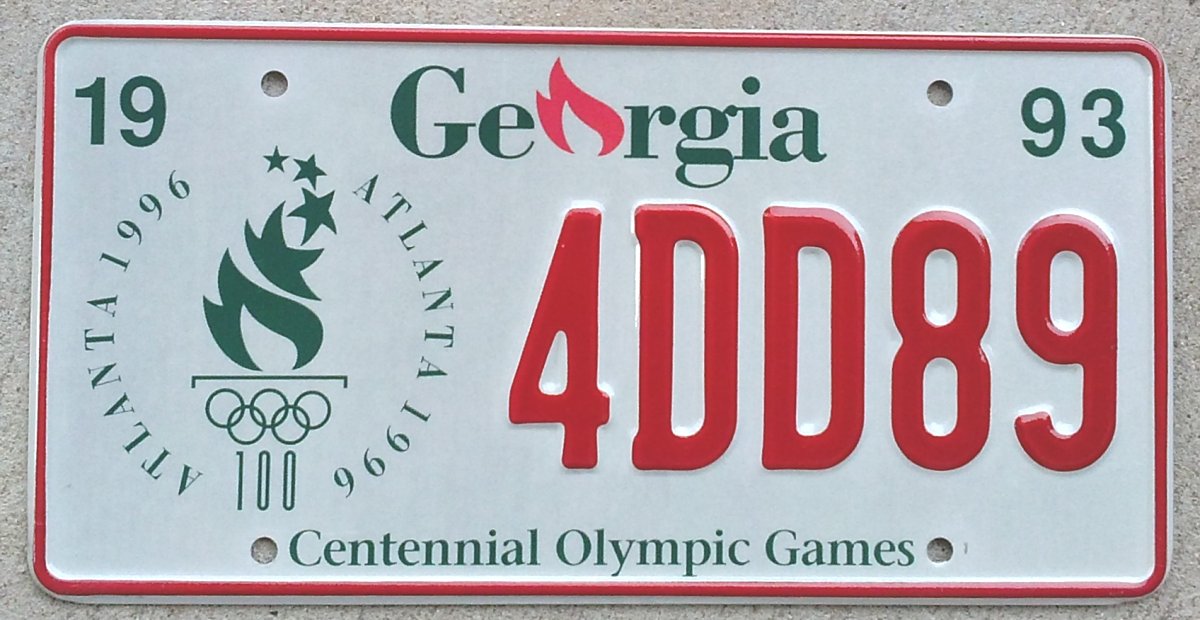 19 Georgia 93
ATLANTA 1996
ATLANTA 1996
4DD89
100
Centennial Olympic Games